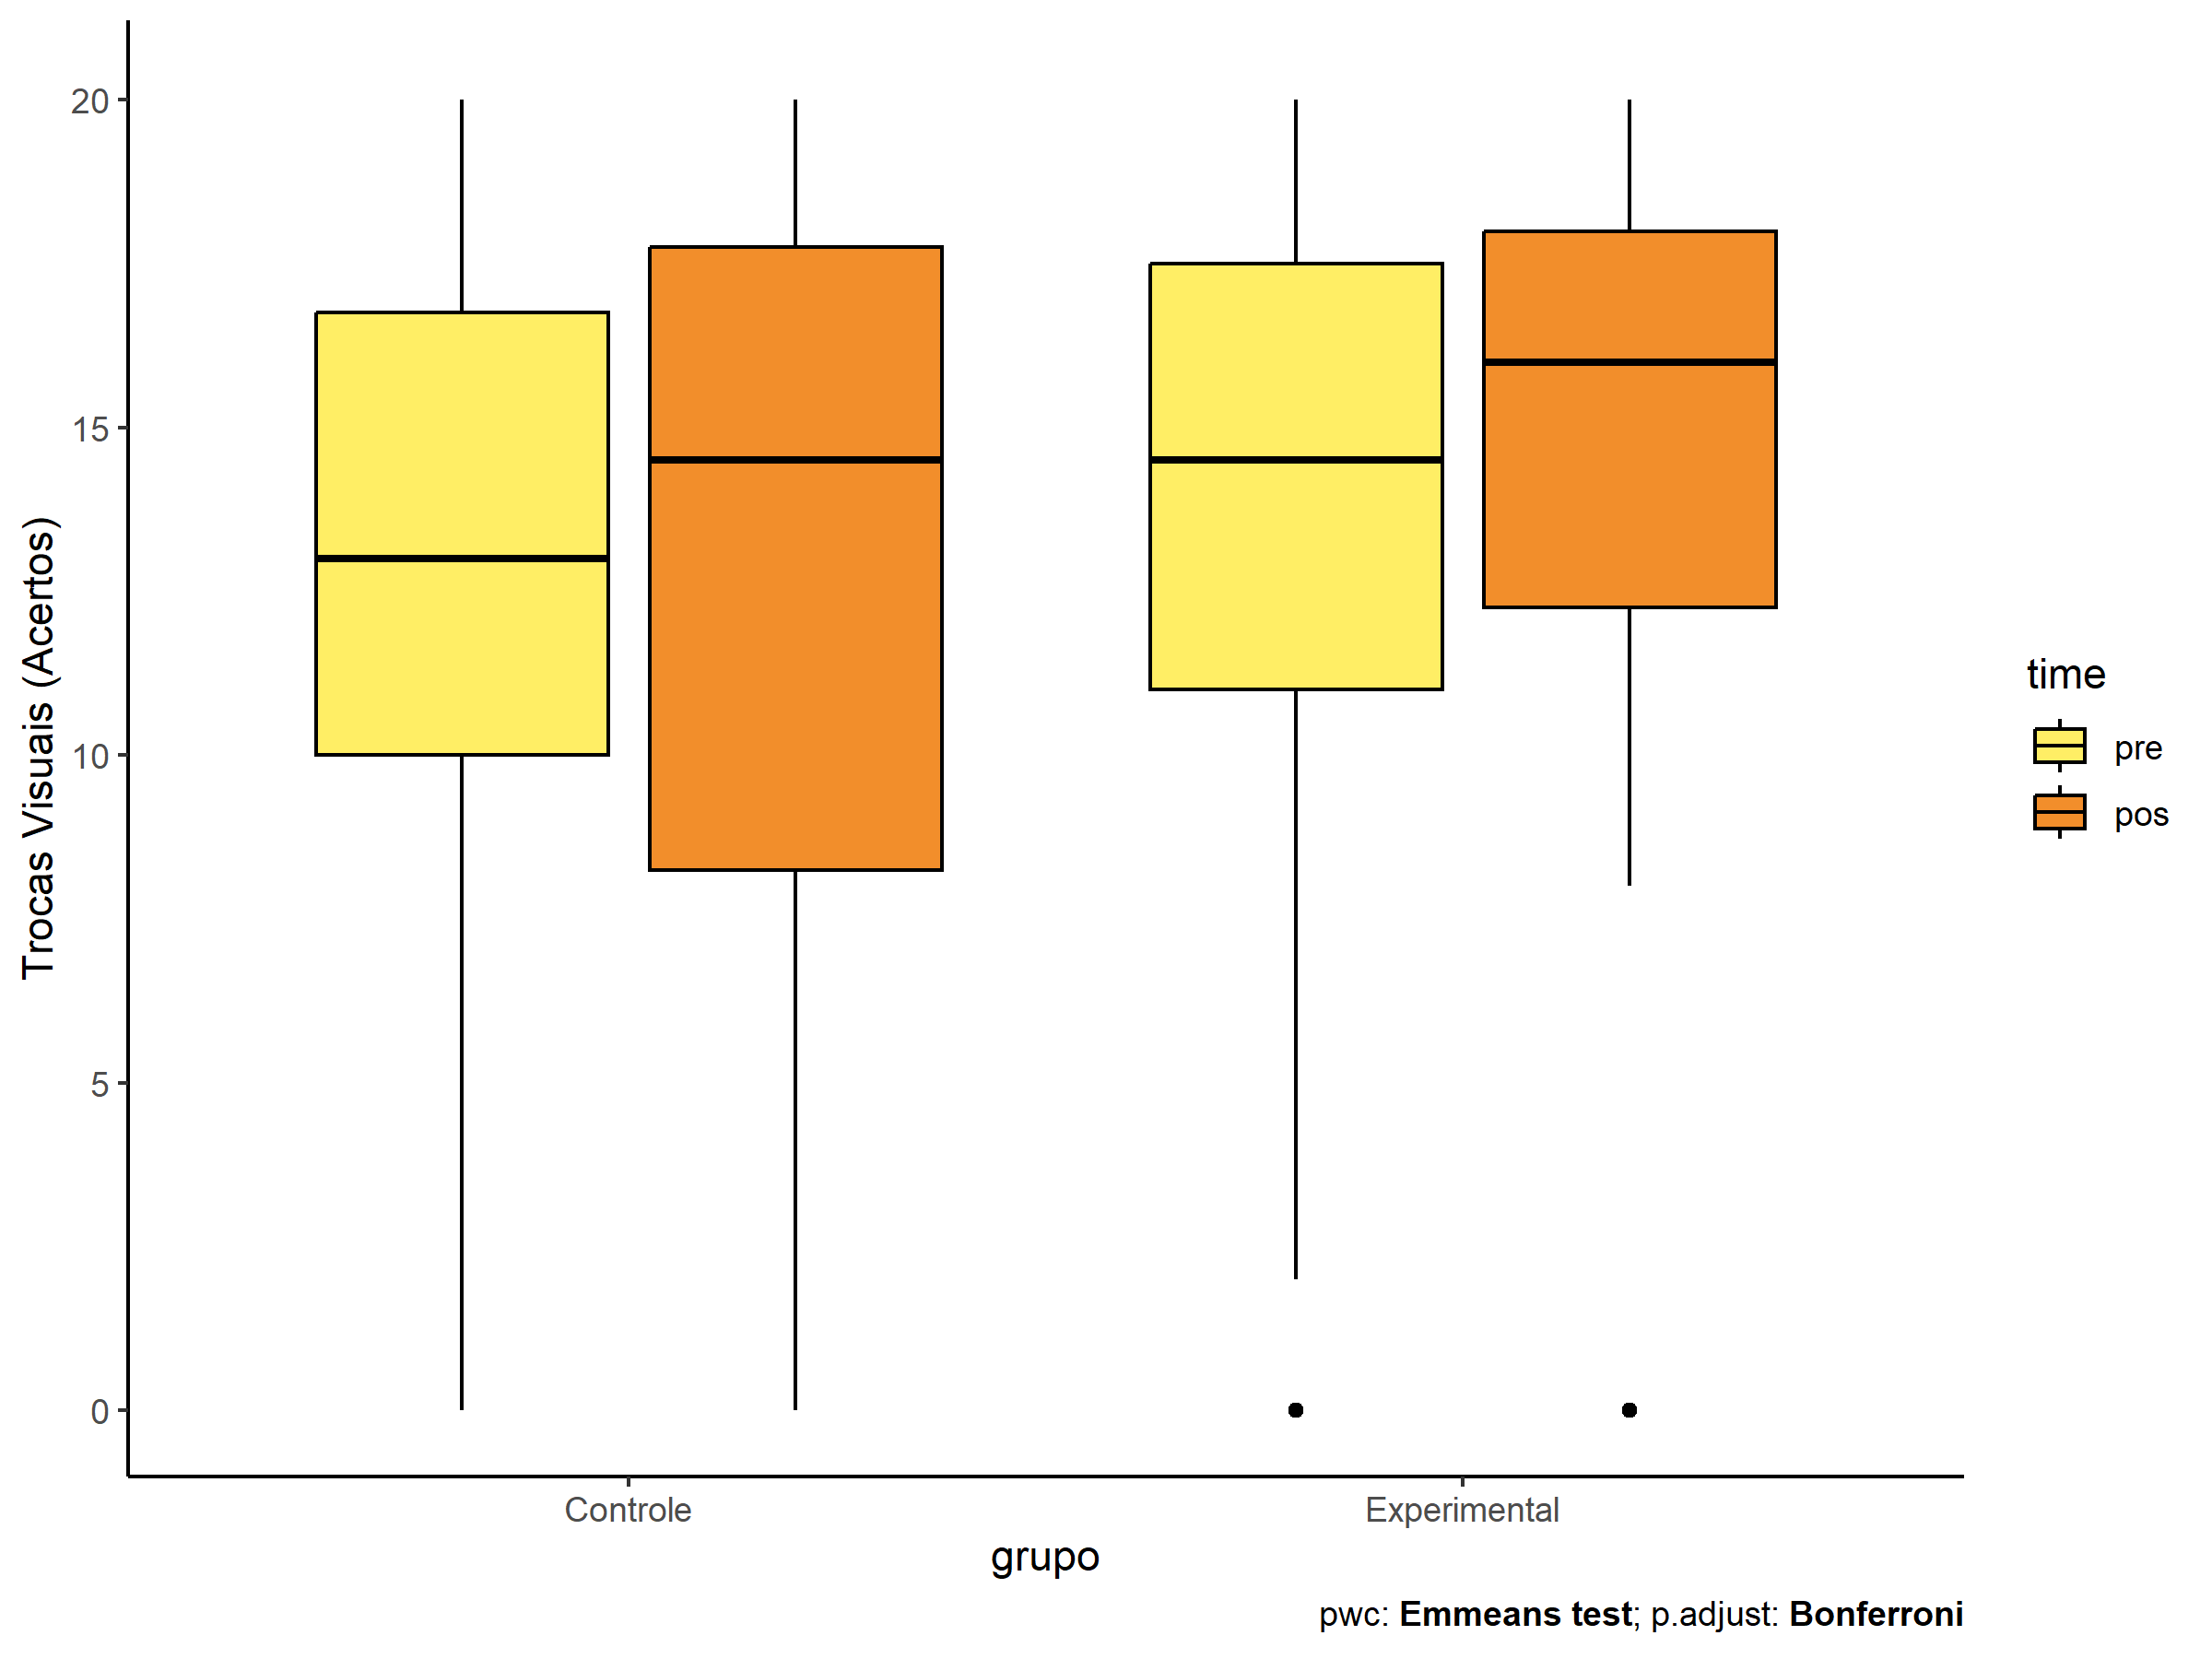 Trocas Visuais (Acertos)
20
15
10
5
0
Controle
Experimental
grupo
time
pre
pos
pwc: Emmeans test; p.adjust: Bonferroni